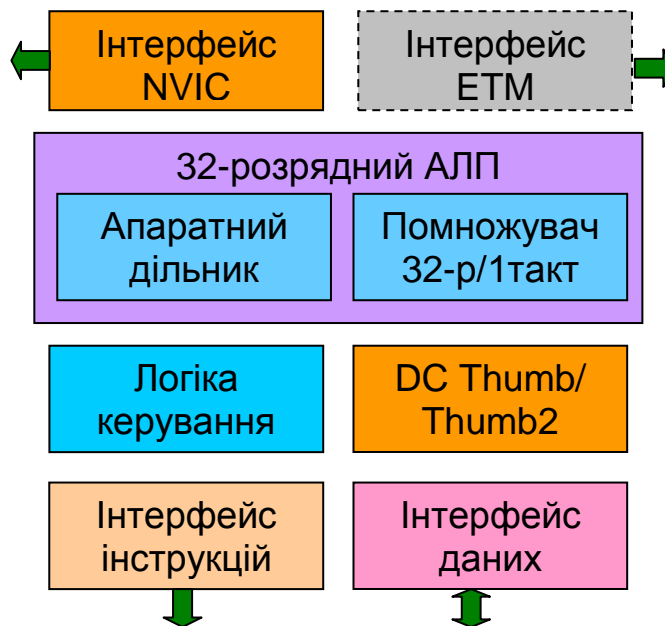 Інтерфейс
NVIC
Інтерфейс
ETM
32-розрядний АЛП
Апаратний
дільник
Помножувач
32-р/1такт
Логіка
керування
DC Thumb/
Thumb2
Інтерфейс
інструкцій
Інтерфейс
даних